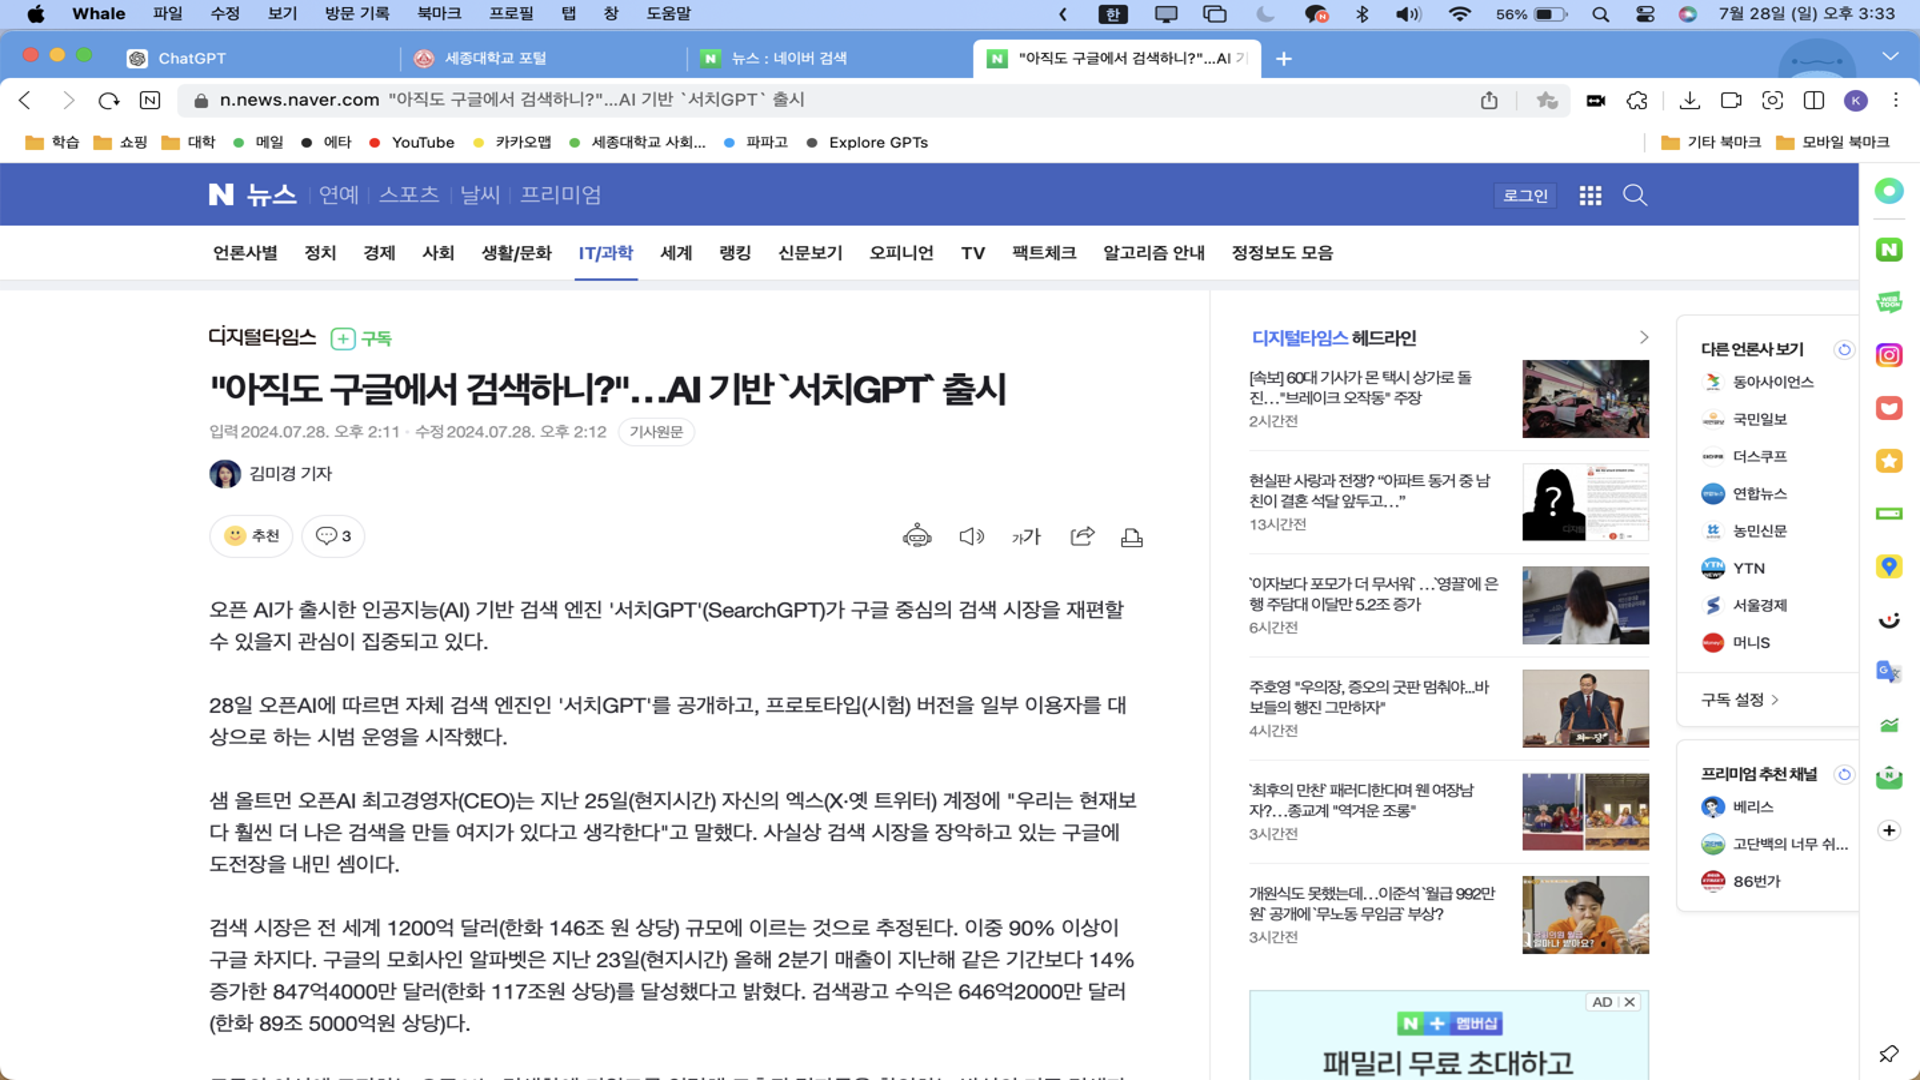 Whale 파일 수정 보기 방문 기록 북마크 프로필 탭 창 도움말 한 56% 7월 28일 (일) 오후 3:33
ChatGPT 세종대학교 포털 뉴스 : 네이버 검색 "아직도 구글에서 검색하니?"...AI 기
n.news.naver.com "아직도 구글에서 검색하니?"...AI 기반 `서치GPT` 출시 K
학습 쇼핑 대학 메일 에타 YouTube 카카오맵 세종대학교 사회... 파파고 Explore GPTs 기타 북마크 모바일 북마크
N 뉴스 연예 스포츠 날씨 프리미엄 로그인
언론사별 정치 경제 사회 생활/문화 IT/과학 세계 랭킹 신문보기 오피니언 TV 팩트체크 알고리즘 안내 정정보도 모음
디지털타임스 구독
"아직도 구글에서 검색하니?"…AI 기반 `서치GPT` 출시
입력 2024.07.28. 오후 2:11 · 수정 2024.07.28. 오후 2:12 기사원문
김미경 기자
추천 3 가가
오픈 AI가 출시한 인공지능(AI) 기반 검색 엔진 '서치GPT'(SearchGPT)가 구글 중심의 검색 시장을 재편할
수 있을지 관심이 집중되고 있다.
28일 오픈AI에 따르면 자체 검색 엔진인 '서치GPT'를 공개하고, 프로토타입(시험) 버전을 일부 이용자를 대
상으로 하는 시범 운영을 시작했다.
샘 올트먼 오픈AI 최고경영자(CEO)는 지난 25일(현지시간) 자신의 엑스(X·옛 트위터) 계정에 "우리는 현재보
다 훨씬 더 나은 검색을 만들 여지가 있다고 생각한다"고 말했다. 사실상 검색 시장을 장악하고 있는 구글에
도전장을 내민 셈이다.
검색 시장은 전 세계 1200억 달러(한화 146조 원 상당) 규모에 이르는 것으로 추정된다. 이중 90% 이상이
구글 차지다. 구글의 모회사인 알파벳은 지난 23일(현지시간) 올해 2분기 매출이 지난해 같은 기간보다 14%
증가한 847억4000만 달러(한화 117조원 상당)를 달성했다고 밝혔다. 검색광고 수익은 646억2000만 달러
(한화 89조 5000억원 상당)다.
디지털타임스 헤드라인
[속보] 60대 기사가 몬 택시 상가로 돌
진…"브레이크 오작동" 주장
2시간전
현실판 사랑과 전쟁? “아파트 동거 중 남
친이 결혼 석달 앞두고…”
13시간전
`이자보다 포모가 더 무서워` …`영끌`에 은
행 주담대 이달만 5.2조 증가
6시간전
주호영 "우의장, 증오의 굿판 멈춰야...바
보들의 행진 그만하자"
4시간전
`최후의 만찬` 패러디한다며 웬 여장남
자?…종교계 "역겨운 조롱"
3시간전
개원식도 못했는데…이준석 `월급 992만
원` 공개에 `무노동 무임금` 부상?
3시간전
AD
N + 멤버십
패밀리 무료 초대하고
다른 언론사 보기
동아사이언스
국민일보
더스쿠프
연합뉴스
농민신문
YTN
서울경제
머니S
구독 설정
프리미엄 추천 채널
베리스
고단백의 너무 쉬...
86번가
N
WEB
TOON